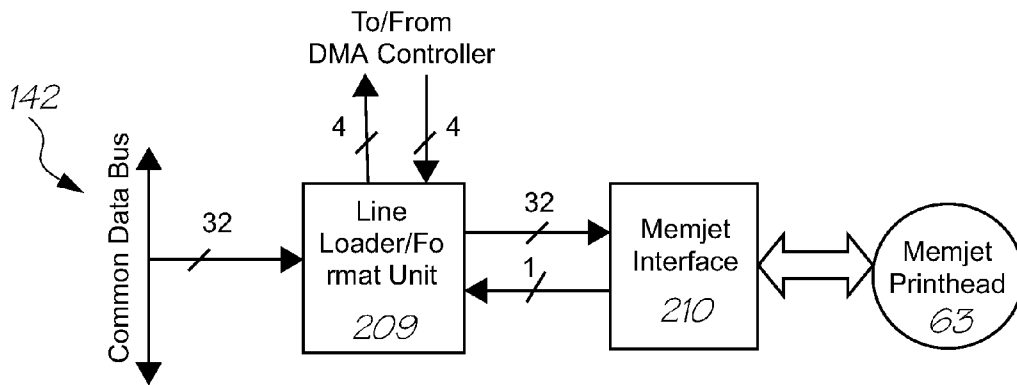 To/From
DMA Controller
142
4
4
Common Data Bus
32
Line
Loader/Fo
rmat Unit
209
32
1
Memjet
Interface
210
Memjet
Printhead
63